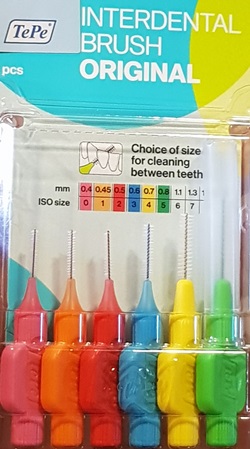 TePe
INTERDENTAL
BRUSH
ORIGINAL
pcs
Choice of size
for cleaning
between teeth
mm 0.4 0.45 0.5 0.6 0.7 0.8 1.1 1.3
ISO size 0 1 2 3 4 5 6 7